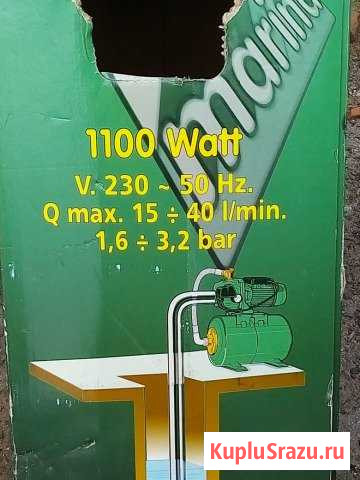 marina
1100 Watt
V. 230 ~ 50 Hz.
Q max. 15 ÷ 40 l/min.
1,6 ÷ 3,2 bar
KupluSrazu.ru